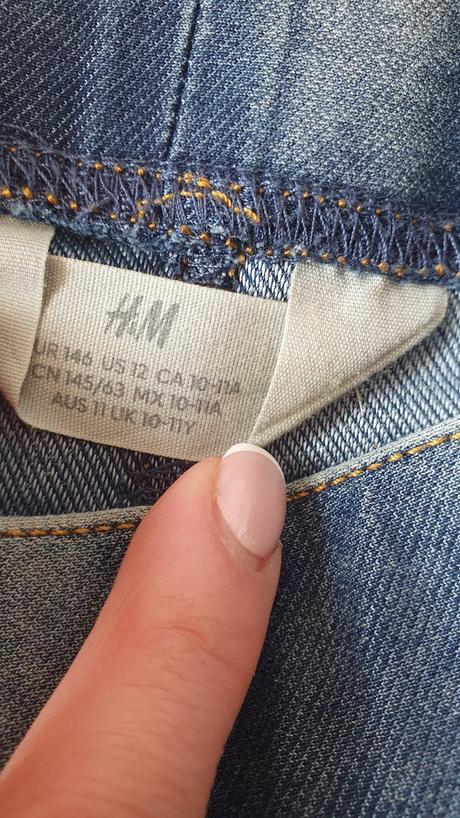 H&M
UR 146 US 12 CA 10-11A
CN 145/63 MX 10-11A
AUS 11 UK 10-11Y